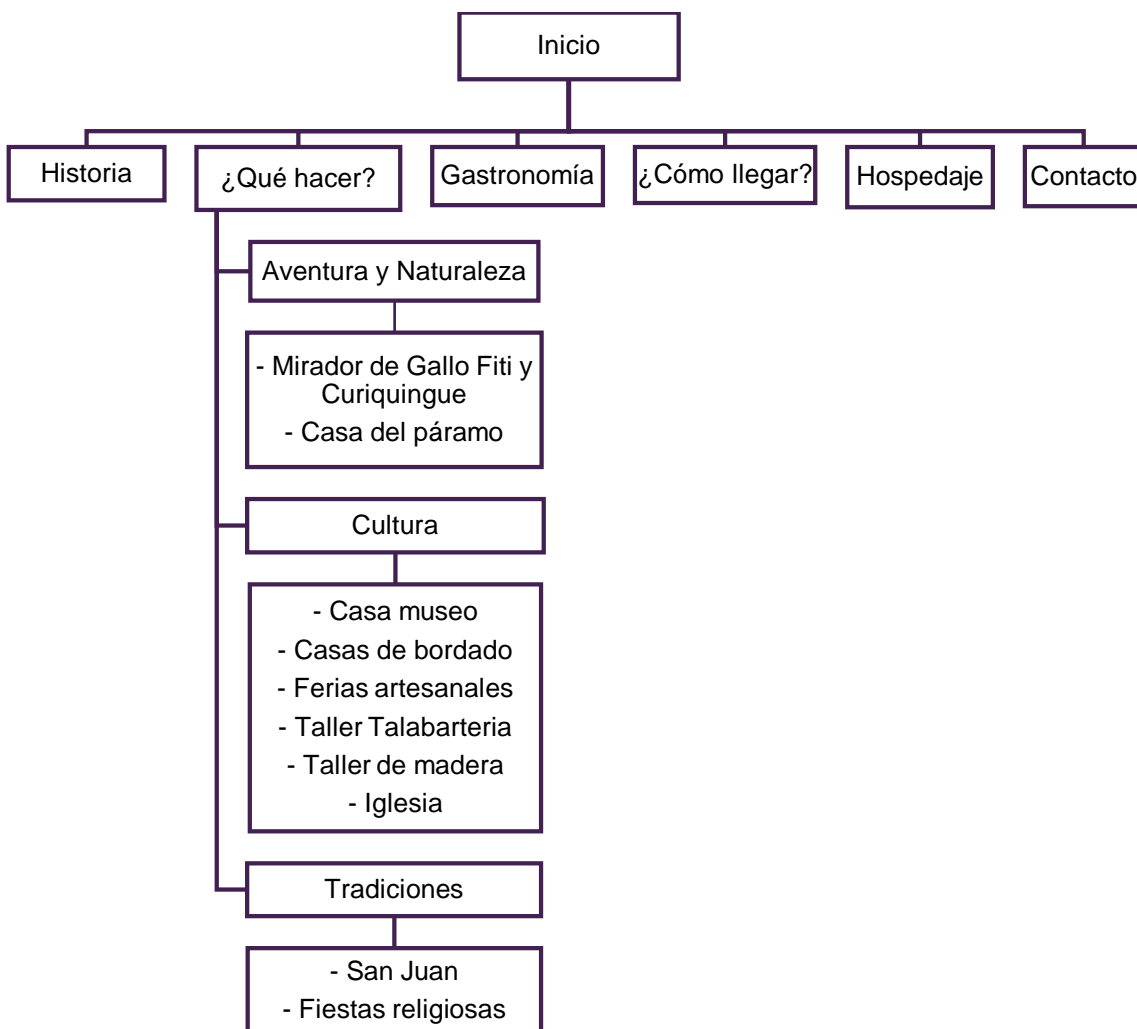 Inicio
Historia
¿Qué hacer?
Gastronomía
¿Cómo llegar?
Hospedaje
Contacto
Aventura y Naturaleza
- Mirador de Gallo Fiti y
Curiquingue
- Casa del páramo
Cultura
- Casa museo
- Casas de bordado
- Ferias artesanales
- Taller Talabarteria
- Taller de madera
- Iglesia
Tradiciones
- San Juan
- Fiestas religiosas